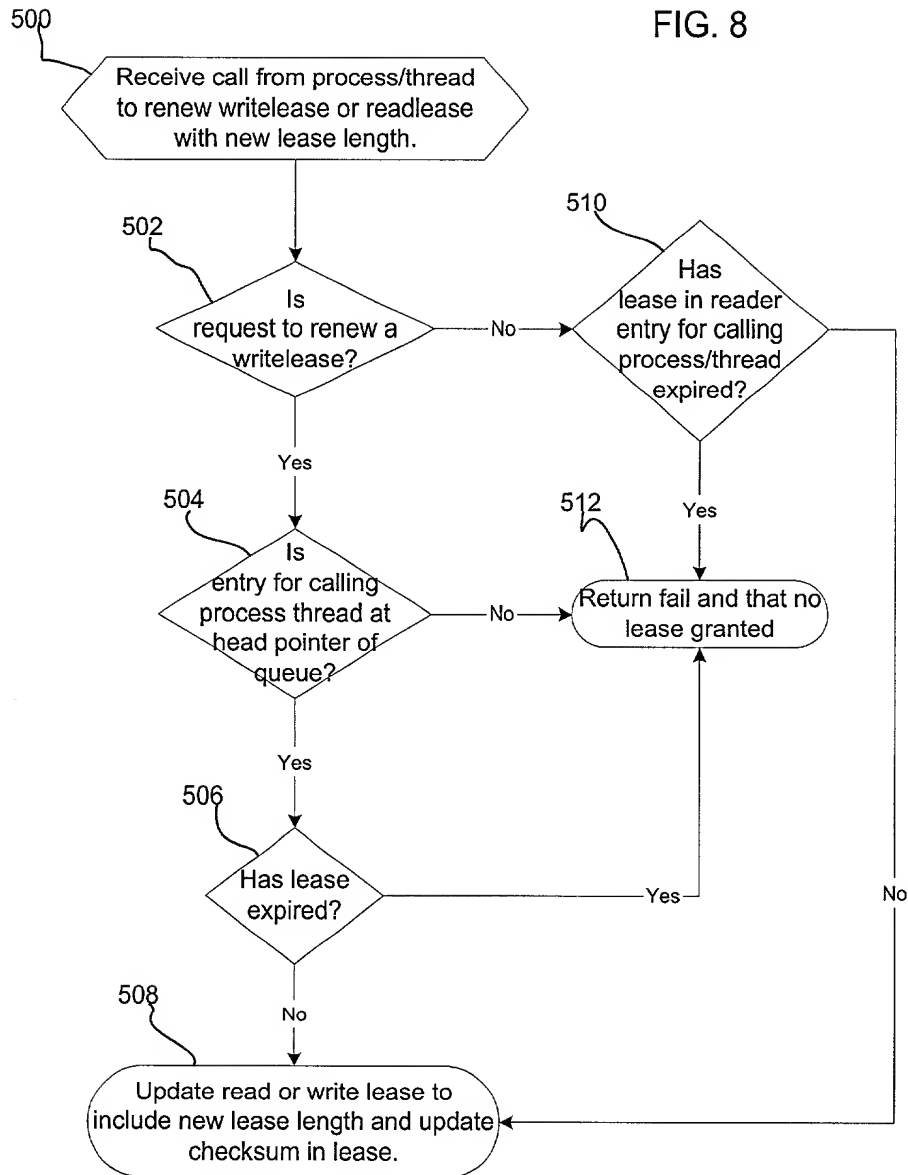 FIG. 8
500
Receive call from process/thread
to renew writelease or readlease
with new lease length.
502
Is
request to renew a
writelease?
No
510
Has
lease in reader
entry for calling
process/thread
expired?
Yes
Yes
504
Is
entry for calling
process thread at
head pointer of
queue?
No
512
Return fail and that no
lease granted
Yes
506
Has lease
expired?
Yes
No
No
508
Update read or write lease to
include new lease length and update
checksum in lease.